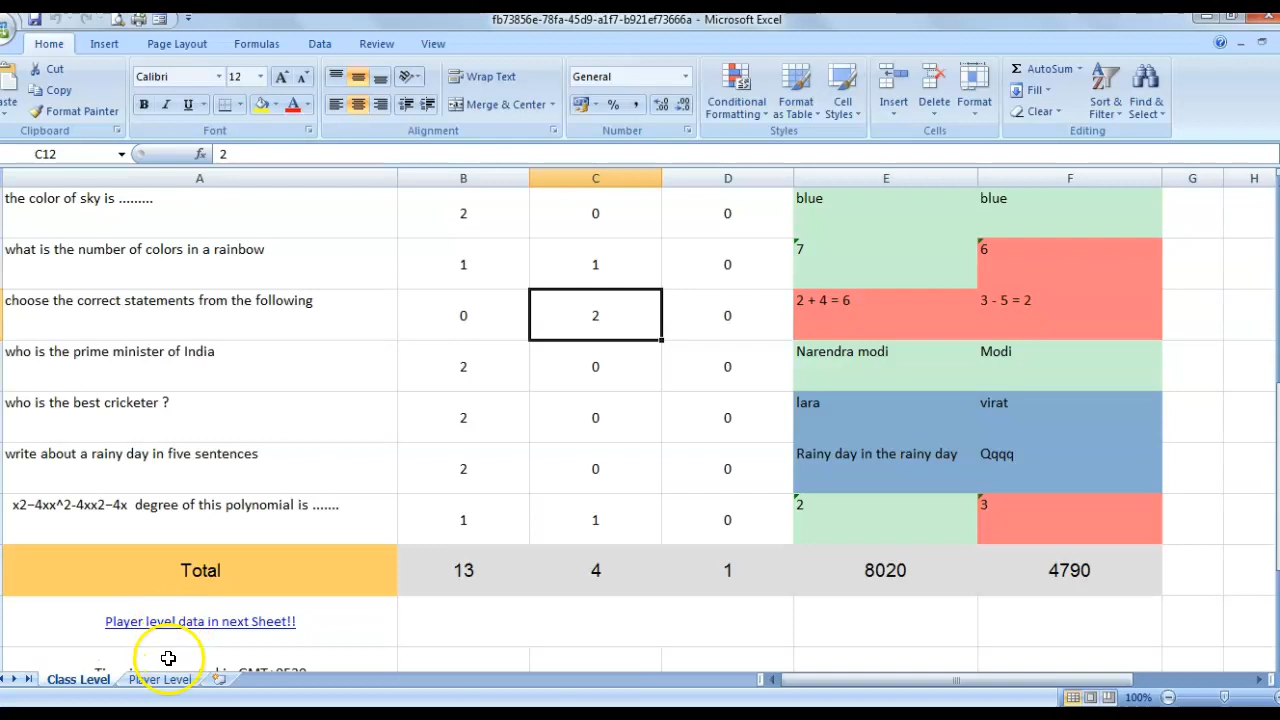 fb73856e-78fa-45d9-a1f7-b921ef73666a - Microsoft Excel
Home Insert Page Layout Formulas Data Review View
Cut
Copy
Format Painter
Clipboard
Calibri 12
A A
B I U A
Font
Wrap Text
Merge & Center
Alignment
General
% ,
Number
Conditional Formatting
Format as Table
Cell Styles
Styles
Insert Delete Format
Cells
AutoSum
Fill
Clear
Sort & Filter
Find & Select
Editing
C12 fx 2
A B C D E F G H
the color of sky is ......... 2 0 0 blue blue
what is the number of colors in a rainbow 1 1 0 7 6
choose the correct statements from the following 0 2 0 2 + 4 = 6 3 - 5 = 2
who is the prime minister of India 2 0 0 Narendra modi Modi
who is the best cricketer ? 2 0 0 lara virat
write about a rainy day in five sentences 2 0 0 Rainy day in the rainy day Qqqq
x2−4xx^2-4xx2−4x degree of this polynomial is ....... 1 1 0 2 3
Total 13 4 1 8020 4790
Player level data in next Sheet!!
Class Level Player Level
100%